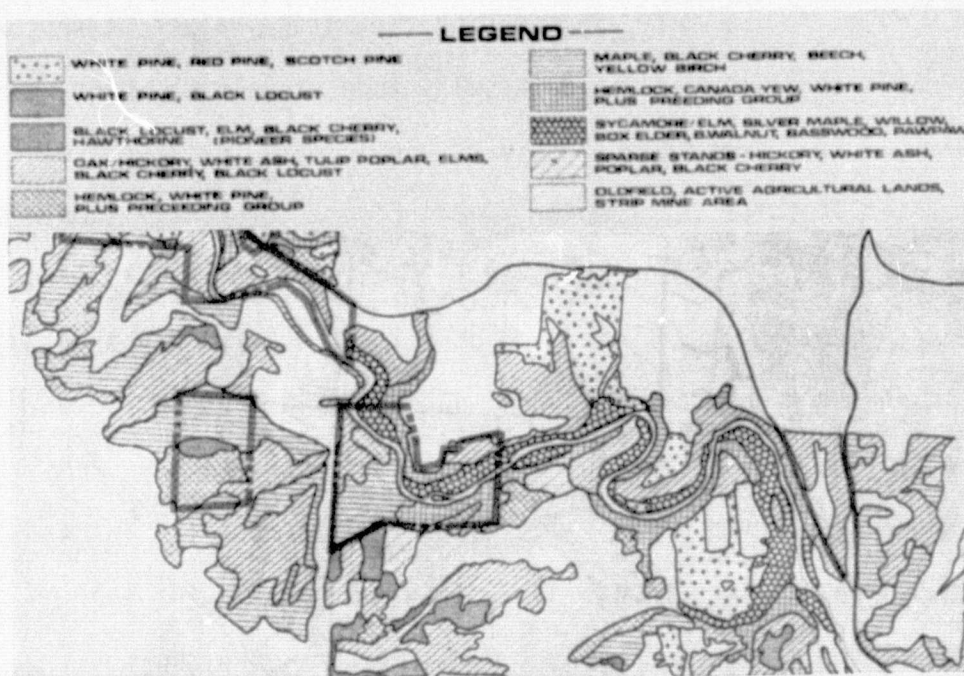 LEGEND
WHITE PINE, RED PINE, SCOTCH PINE
WHITE PINE, BLACK LOCUST
BLACK LOCUST, ELM, BLACK CHERRY,
HAWTHORNE (PIONEER SPECIES)
OAK/HICKORY, WHITE ASH, TULIP POPLAR, ELMS,
BLACK CHERRY, BLACK LOCUST
HEMLOCK, WHITE PINE,
PLUS PRECEEDING GROUP
MAPLE, BLACK CHERRY, BEECH,
YELLOW BIRCH
HEMLOCK, CANADA YEW, WHITE PINE,
PLUS PREEDING GROUP
SYCAMORE/ELM, SILVER MAPLE, WILLOW,
BOX ELDER, B.WALNUT, BASSWOOD, PAWPAW
SPARSE STANDS - HICKORY, WHITE ASH,
POPLAR, BLACK CHERRY
OLDFIELD, ACTIVE AGRICULTURAL LANDS,
STRIP MINE AREA